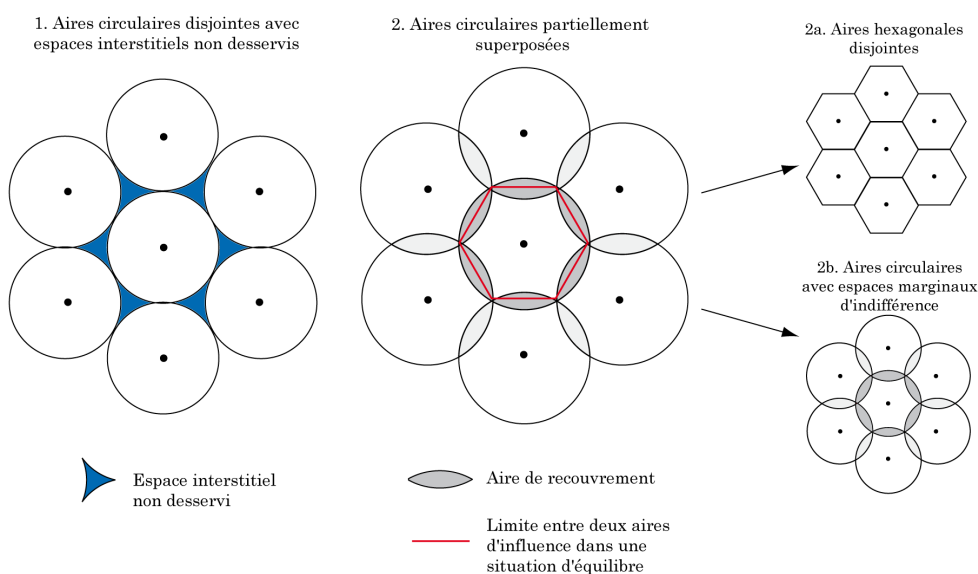 1. Aires circulaires disjointes avec
espaces interstitiels non desservis
2. Aires circulaires partiellement
superposées
2a. Aires hexagonales
disjointes
2b. Aires circulaires
avec espaces marginaux
d'indifférence
Espace interstitiel
non desservi
Aire de recouvrement
Limite entre deux aires
d'influence dans une
situation d'équilibre